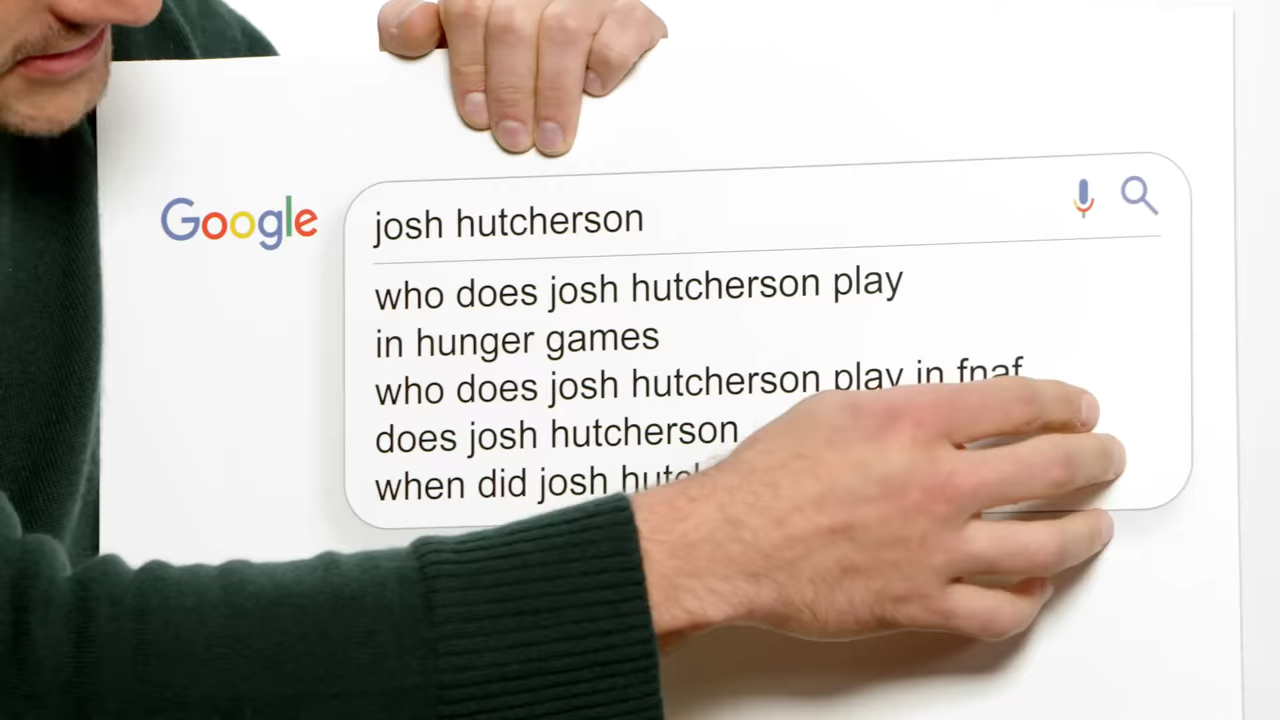 Google
josh hutcherson
who does josh hutcherson play
in hunger games
who does josh hutcherson play in fnaf
does josh hutcherson
when did josh